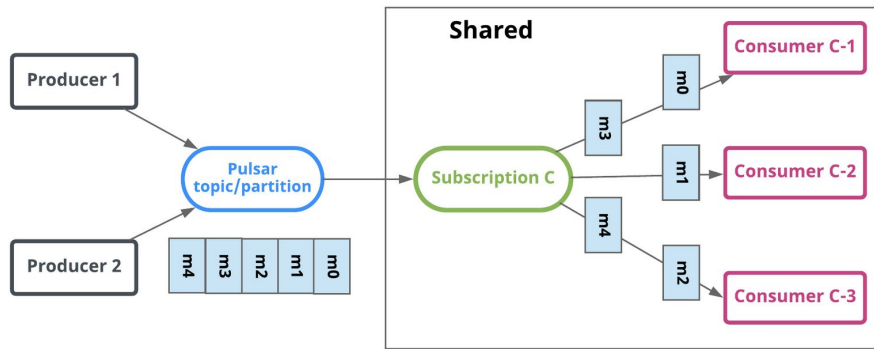 Shared
Producer 1
Pulsar
topic/partition
Producer 2
m4 m3 m2 m1 m0
Subscription C
m3
m0
m1
m4
m2
Consumer C-1
Consumer C-2
Consumer C-3